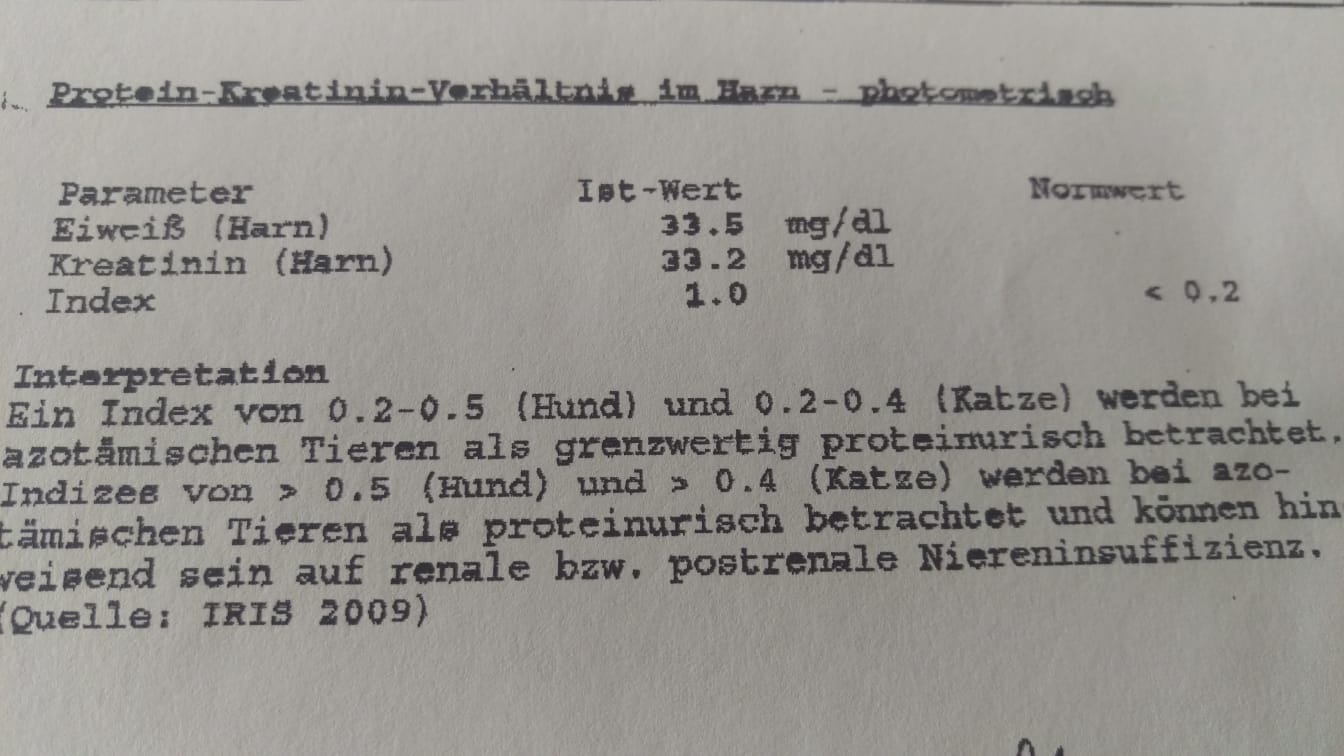 Protein-Kreatinin-Verhältnis im Harn - photometrisch
Parameter Ist-Wert Normwert
Eiweiß (Harn) 33.5 mg/dl
Kreatinin (Harn) 33.2 mg/dl
Index 1.0 < 0.2
Interpretation
Ein Index von 0.2-0.5 (Hund) und 0.2-0.4 (Katze) werden bei
azotämischen Tieren als grenzwertig proteinurisch betrachtet.
Indizes von > 0.5 (Hund) und > 0.4 (Katze) werden bei azo-
tämischen Tieren als proteinurisch betrachtet und können hin
weisend sein auf renale bzw. postrenale Niereninsuffizienz.
(Quelle: IRIS 2009)